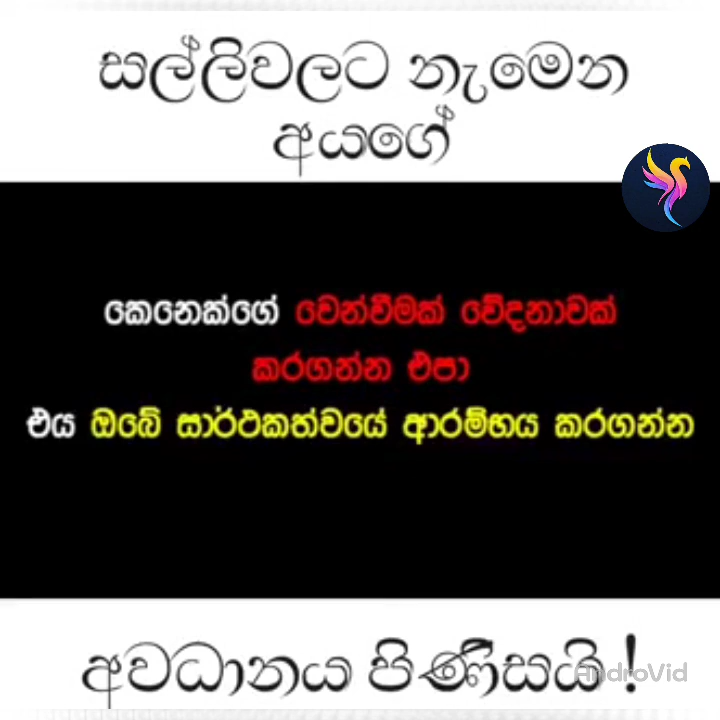 සල්ලිවලට නැමෙන
අයගේ
කෙනෙක්ගේ වෙන්වීමක් වේදනාවක්
කරගන්න එපා
එය ඔබේ සාර්ථකත්වයේ ආරම්භය කරගන්න
අවධානය පිණිසයි !
AndroVid